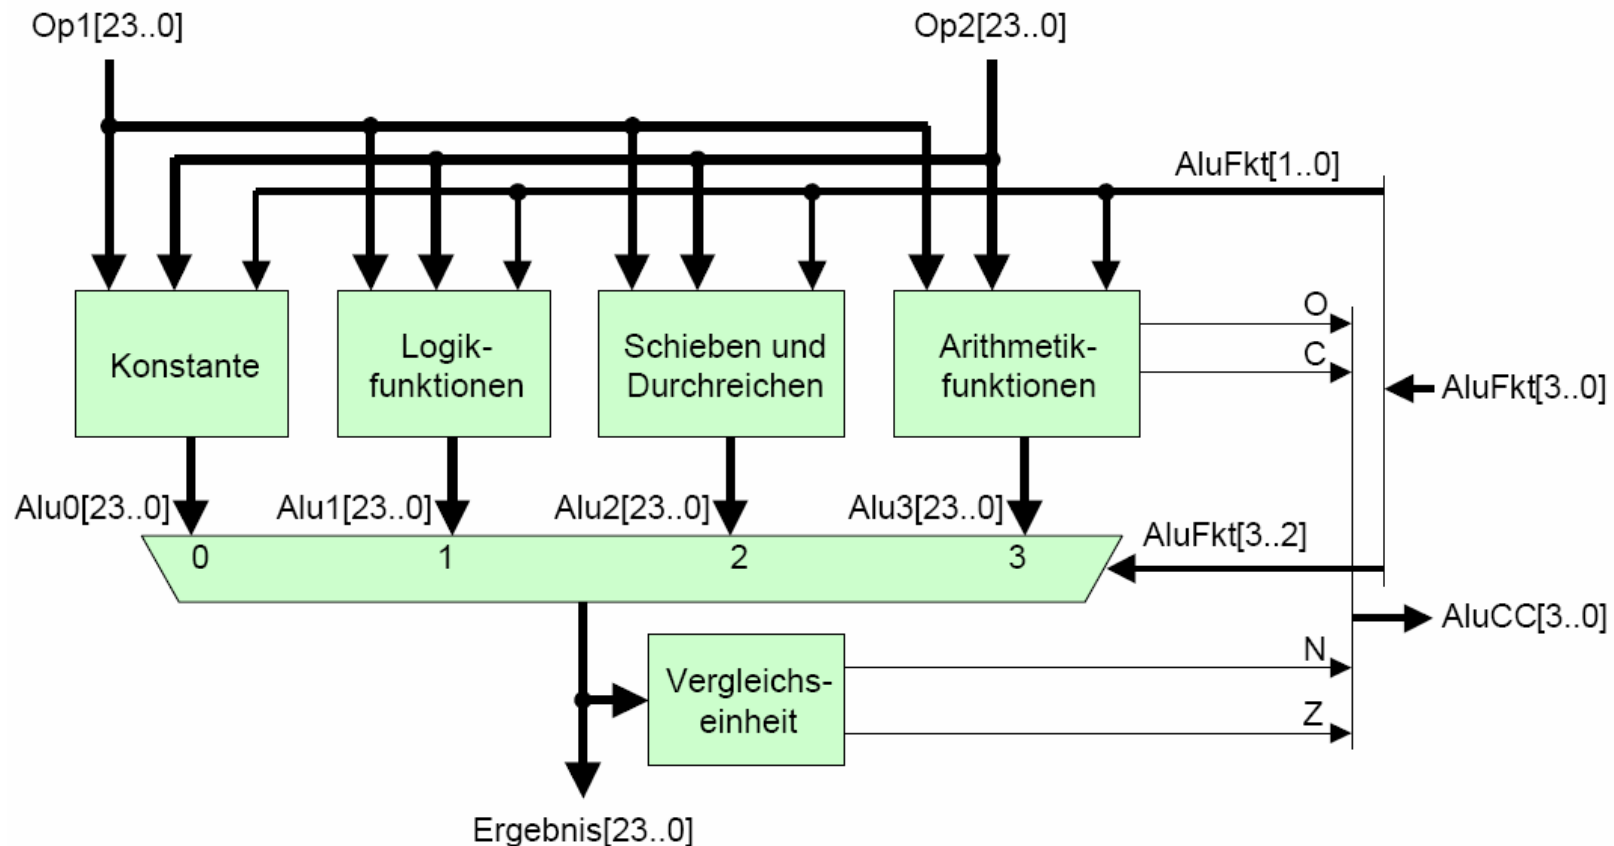 Op1[23..0]
Op2[23..0]
AluFkt[1..0]
Konstante
Logik-
funktionen
Schieben und
Durchreichen
Arithmetik-
funktionen
O
C
AluFkt[3..0]
Alu0[23..0]
Alu1[23..0]
Alu2[23..0]
Alu3[23..0]
AluFkt[3..2]
0
1
2
3
AluCC[3..0]
Vergleichs-
einheit
N
Z
Ergebnis[23..0]